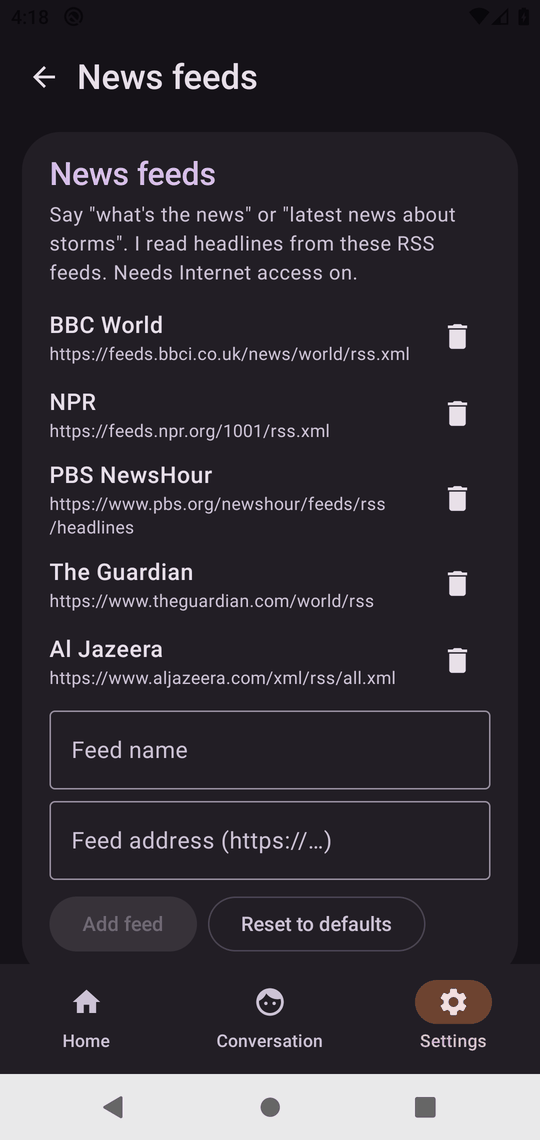 4:18
News feeds
News feeds
Say "what's the news" or "latest news about
storms". I read headlines from these RSS
feeds. Needs Internet access on.
BBC World
https://feeds.bbci.co.uk/news/world/rss.xml
NPR
https://feeds.npr.org/1001/rss.xml
PBS NewsHour
https://www.pbs.org/newshour/feeds/rss
/headlines
The Guardian
https://www.theguardian.com/world/rss
Al Jazeera
https://www.aljazeera.com/xml/rss/all.xml
Feed name
Feed address (https://…)
Add feed
Reset to defaults
Home
Conversation
Settings